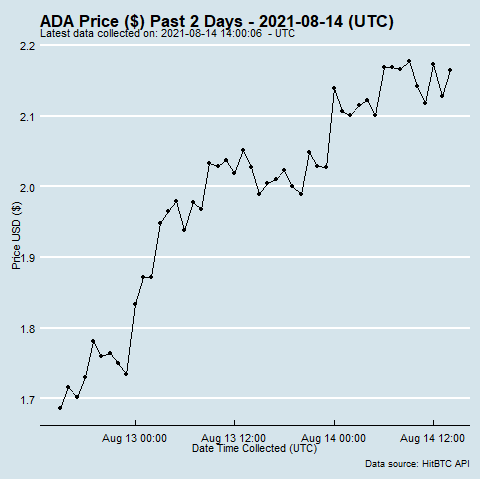 ADA Price ($) Past 2 Days - 2021-08-14 (UTC)
Latest data collected on: 2021-08-14 14:00:06 - UTC
2.2
2.1
2.0
1.9
1.8
1.7
Price USD ($)
Aug 13 00:00 Aug 13 12:00 Aug 14 00:00 Aug 14 12:00
Date Time Collected (UTC)
Data source: HitBTC API